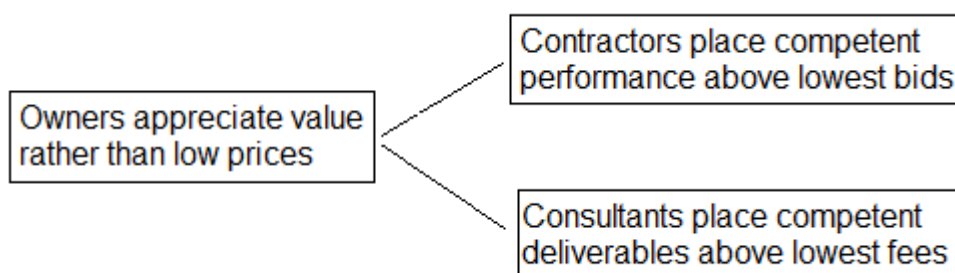 Contractors place competent
performance above lowest bids
Owners appreciate value
rather than low prices
Consultants place competent
deliverables above lowest fees